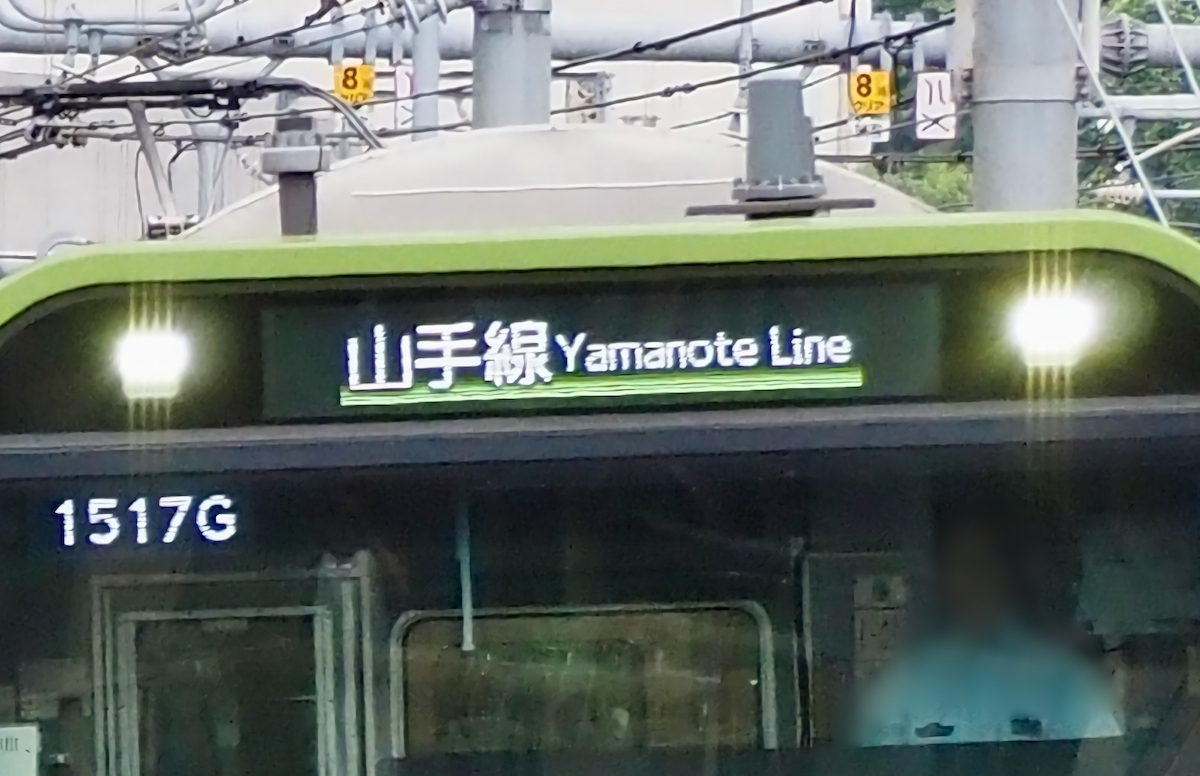 8
8
山手線 Yamanote Line
1517G